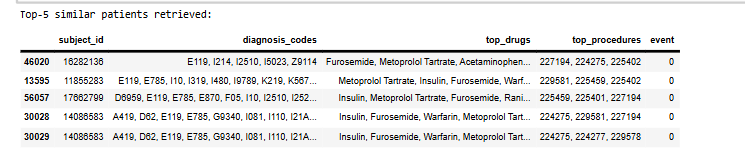 Top-5 similar patients retrieved:
subject_id diagnosis_codes top_drugs top_procedures event
46020 16282136 E119, I214, I2510, I5023, Z9114 Furosemide, Metoprolol Tartrate, Acetaminophen... 227194, 224275, 225402 0
13595 11855283 E119, E785, I10, I319, I480, I9789, K219, K567... Metoprolol Tartrate, Insulin, Furosemide, Warf... 229581, 225459, 225402 0
56057 17662799 D6959, E119, E785, E870, F05, I10, I2510, I252... Insulin, Metoprolol Tartrate, Furosemide, Rani... 225459, 225401, 227194 0
30028 14086583 A419, D62, E119, E785, G9340, I081, I110, I21A... Insulin, Furosemide, Warfarin, Metoprolol Tart... 224275, 229581, 227194 0
30029 14086583 A419, D62, E119, E785, G9340, I081, I110, I21A... Insulin, Furosemide, Warfarin, Metoprolol Tart... 224275, 224277, 229578 0